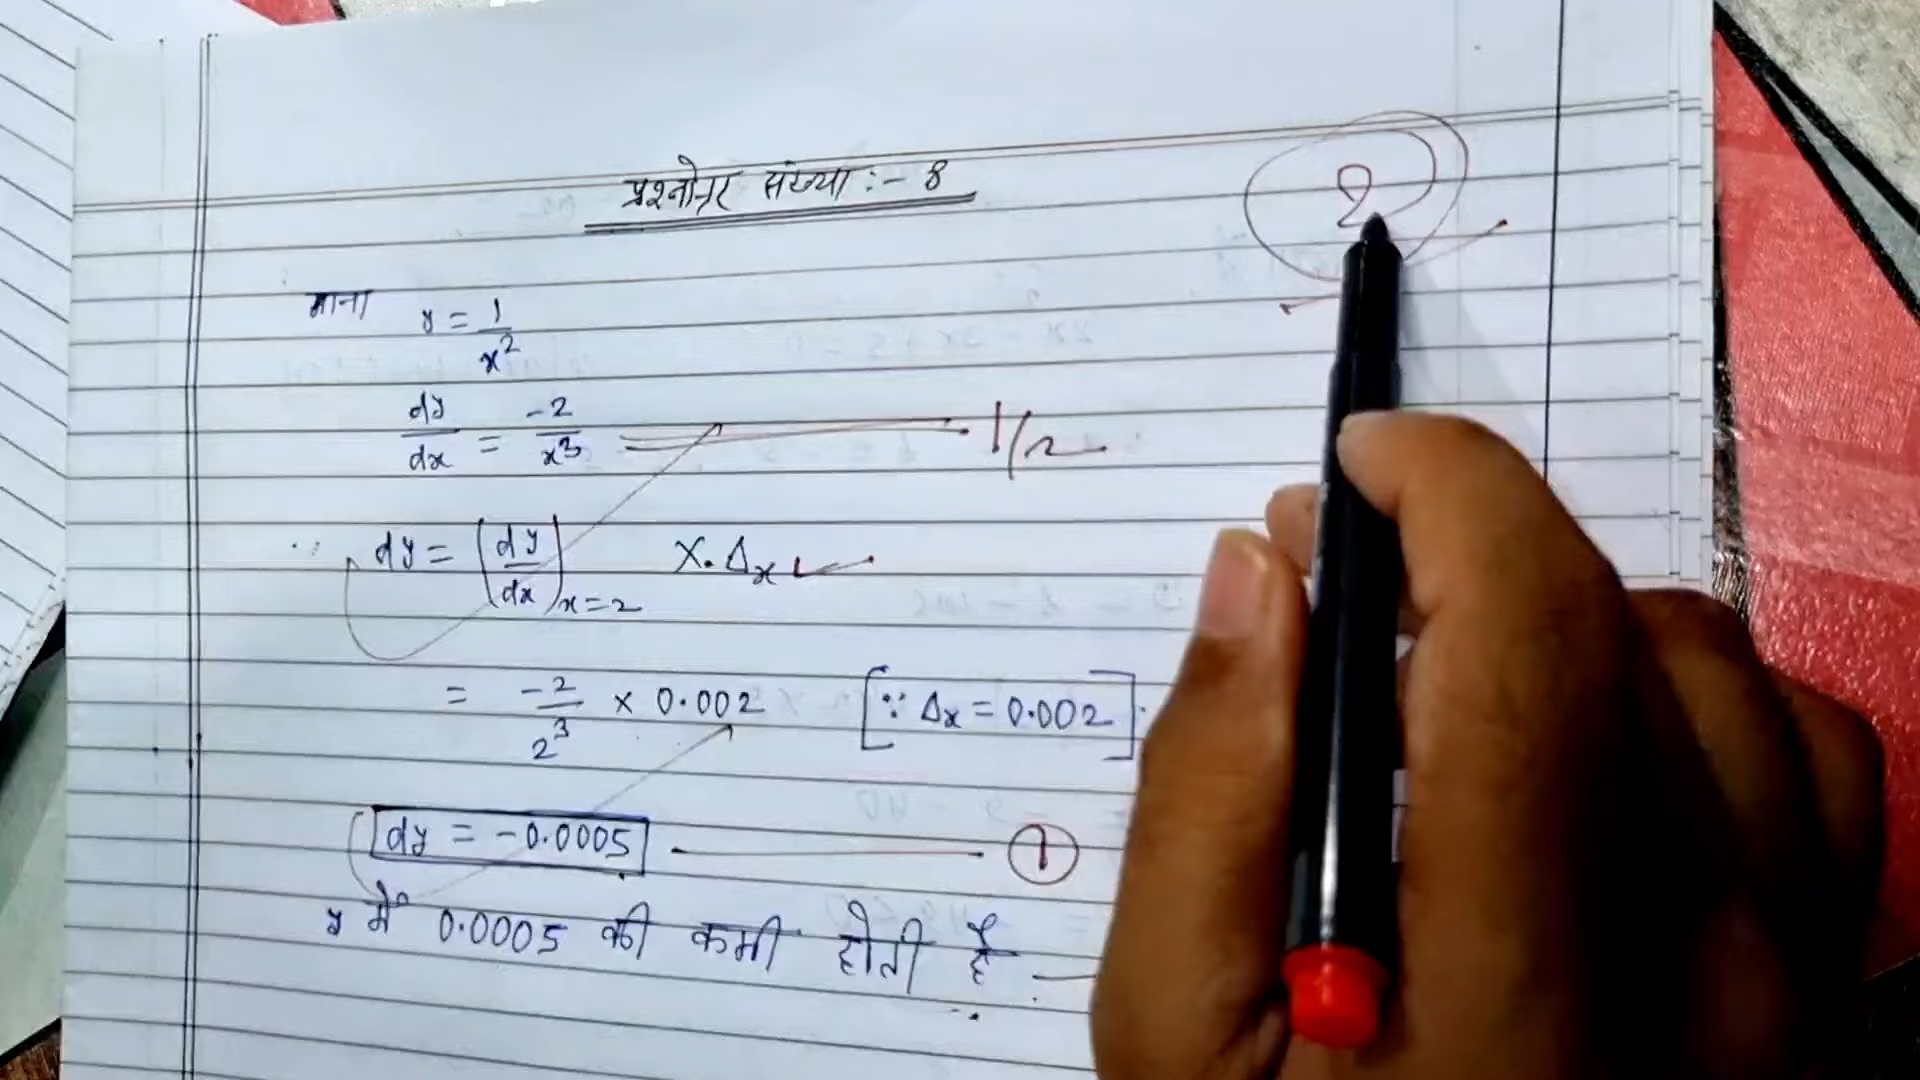 प्रश्नोत्तर संख्या :- 8
2
माना y = 1/x²
dy/dx = -2/x³ 1/2
∵ dy = (dy/dx)x=2 X. Δx
= -2/2³ × 0.002 [∵ Δx = 0.002]
dy = -0.0005 1
y में 0.0005 की कमी होती है